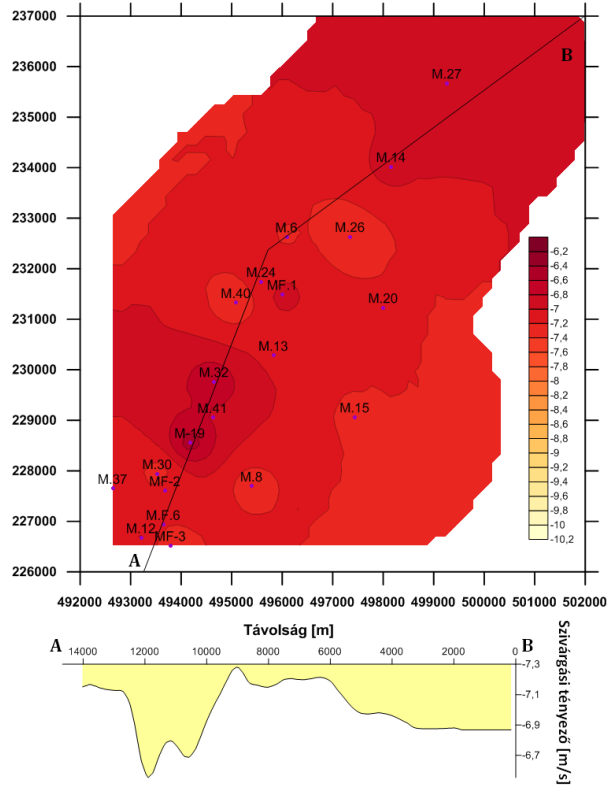 237000
236000
235000
234000
233000
232000
231000
230000
229000
228000
227000
226000
B
M.27
M.14
M.6
M.26
M.24
MF.1
M.40
M.20
M.13
M.32
M.41
M.15
M-19
M.30
M.8
M.37
MF-2
M.F.6
M.12
MF-3
A
-6,2
-6,4
-6,6
-6,8
-7
-7,2
-7,4
-7,6
-7,8
-8
-8,2
-8,4
-8,6
-8,8
-9
-9,2
-9,4
-9,6
-9,8
-10
-10,2
492000 493000 494000 495000 496000 497000 498000 499000 500000 501000 502000
Távolság [m]
A B
14000 12000 10000 8000 6000 4000 2000 0
-7,3
-7,1
-6,9
-6,7
Szivárgási tényező [m/s]